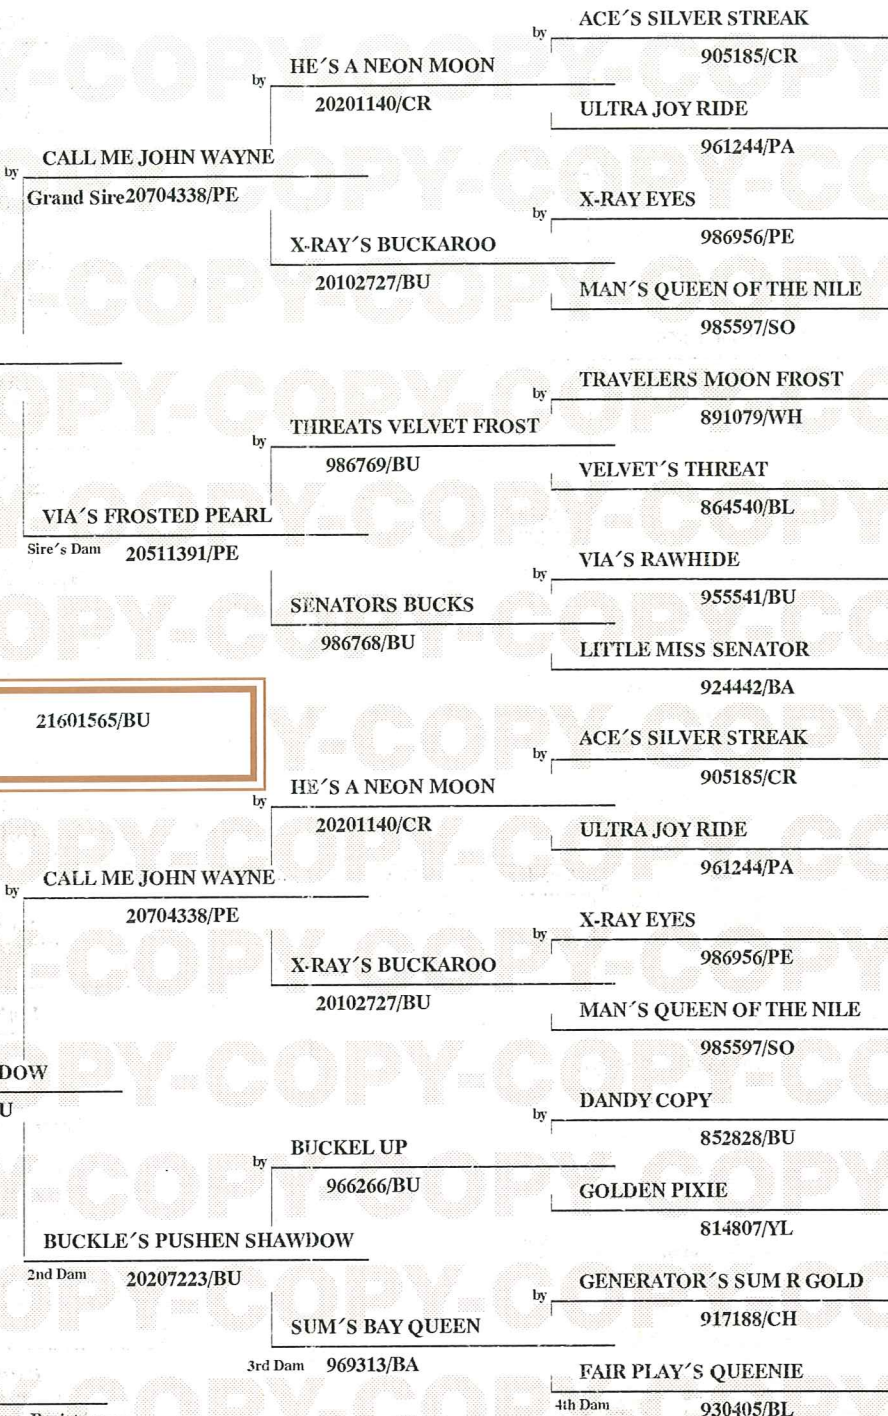 by ACE´S SILVER STREAK
905185/CR
by HE´S A NEON MOON
20201140/CR
ULTRA JOY RIDE
961244/PA
by CALL ME JOHN WAYNE
Grand Sire 20704338/PE
by X-RAY EYES
986956/PE
X-RAY´S BUCKAROO
20102727/BU
MAN´S QUEEN OF THE NILE
985597/SO
by TRAVELERS MOON FROST
891079/WH
by THREATS VELVET FROST
986769/BU
VELVET´S THREAT
864540/BL
VIA´S FROSTED PEARL
Sire´s Dam 20511391/PE
by VIA´S RAWHIDE
955541/BU
SENATORS BUCKS
986768/BU
LITTLE MISS SENATOR
924442/BA
21601565/BU
by ACE´S SILVER STREAK
905185/CR
by HE´S A NEON MOON
20201140/CR
ULTRA JOY RIDE
961244/PA
by CALL ME JOHN WAYNE
20704338/PE
by X-RAY EYES
986956/PE
X-RAY´S BUCKAROO
20102727/BU
MAN´S QUEEN OF THE NILE
985597/SO
DOW
U
by DANDY COPY
852828/BU
by BUCKEL UP
966266/BU
GOLDEN PIXIE
814807/YL
BUCKLE´S PUSHEN SHAWDOW
2nd Dam 20207223/BU
by GENERATOR´S SUM R GOLD
917188/CH
SUM´S BAY QUEEN
3rd Dam 969313/BA
FAIR PLAY´S QUEENIE
4th Dam 930405/BL